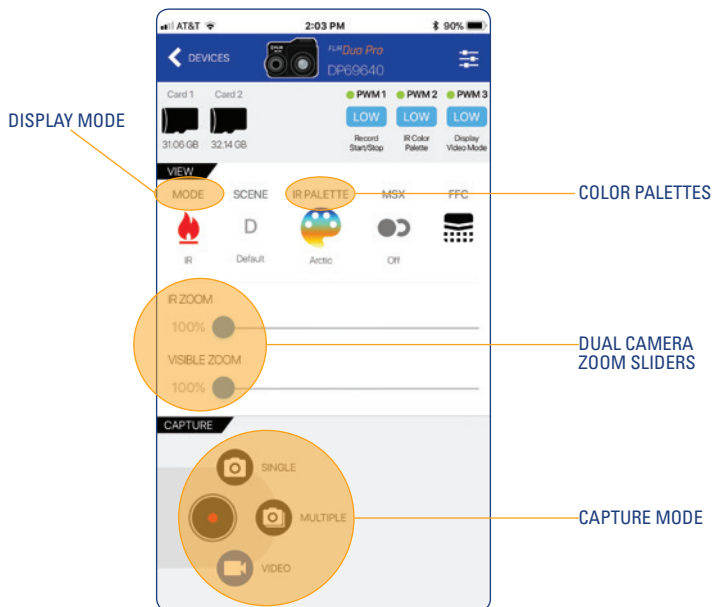 AT&T 2:03 PM 90%
DEVICES
FLIR Duo Pro
DP69640
Card 1 Card 2 PWM 1 PWM 2 PWM 3
LOW LOW LOW
31.06 GB 32.14 GB Record Start/Stop IR Color Palette Display Video Mode
DISPLAY MODE
VIEW
MODE SCENE IR PALETTE MSX FFC
COLOR PALETTES
D
IR Default Arctic Off
IR ZOOM
100%
DUAL CAMERA
ZOOM SLIDERS
VISIBLE ZOOM
100%
CAPTURE
SINGLE
MULTIPLE
CAPTURE MODE
VIDEO